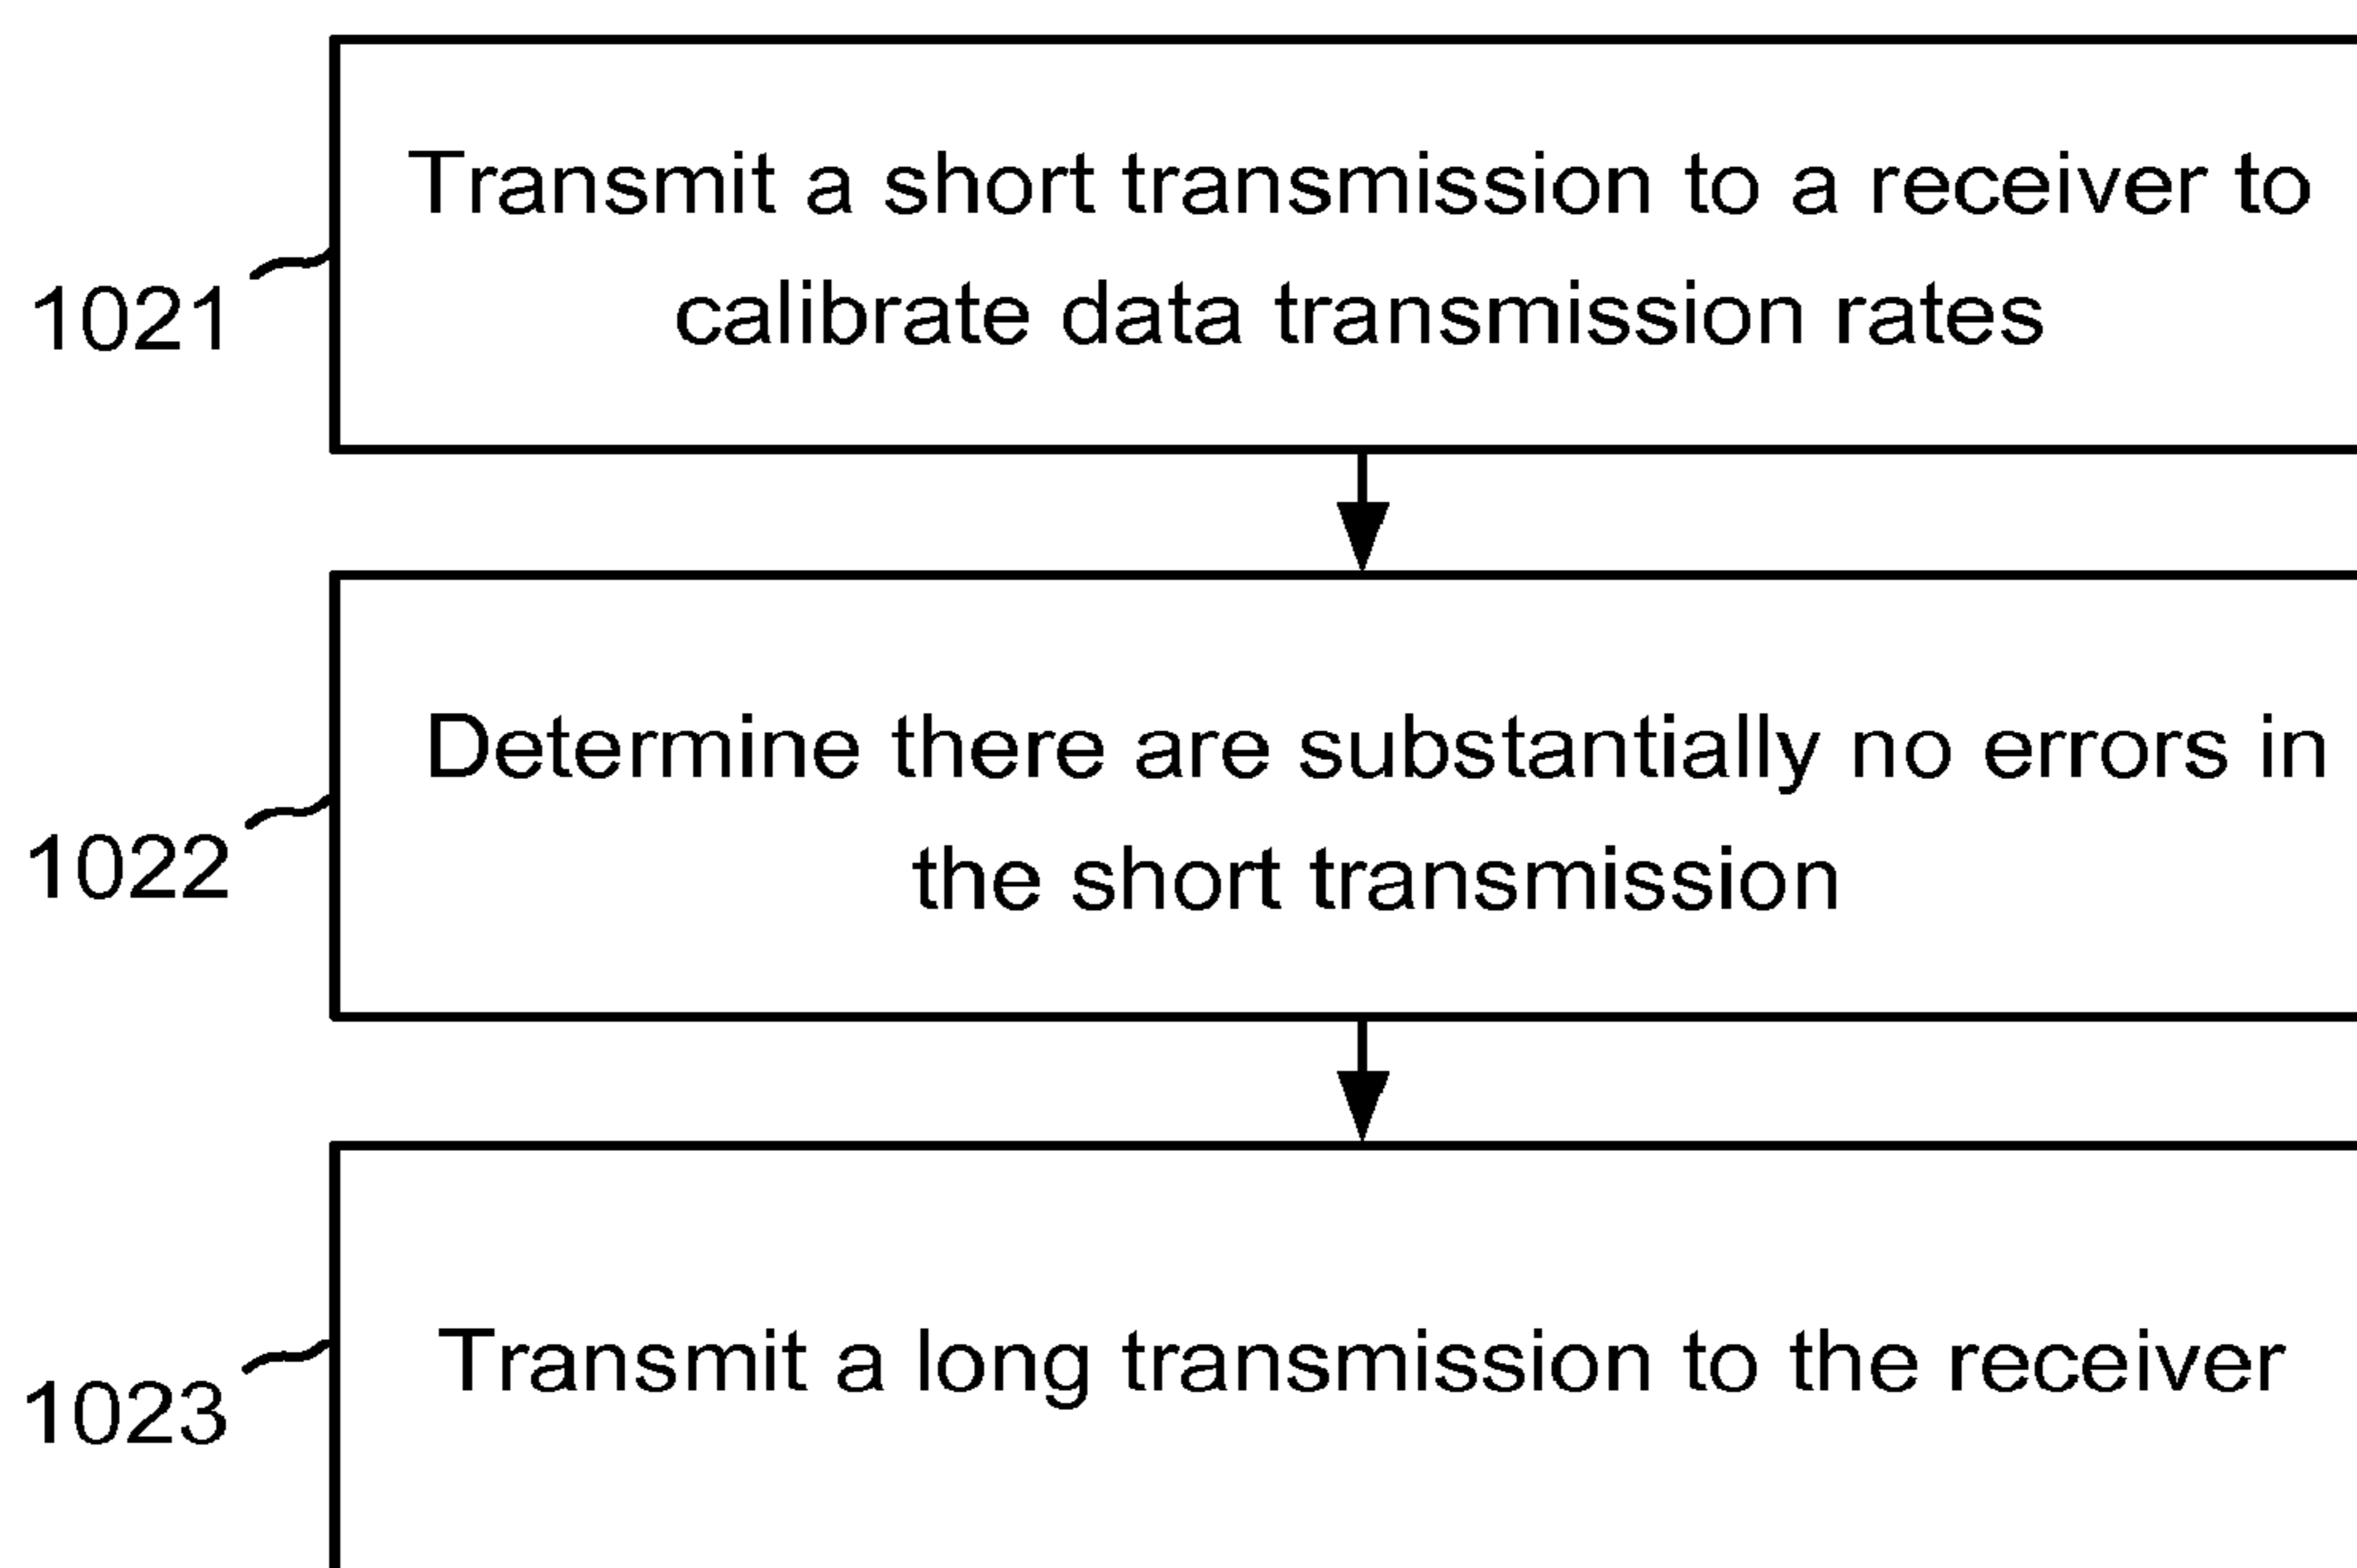 Transmit a short transmission to a receiver to
calibrate data transmission rates
1021
Determine there are substantially no errors in
the short transmission
1022
Transmit a long transmission to the receiver
1023